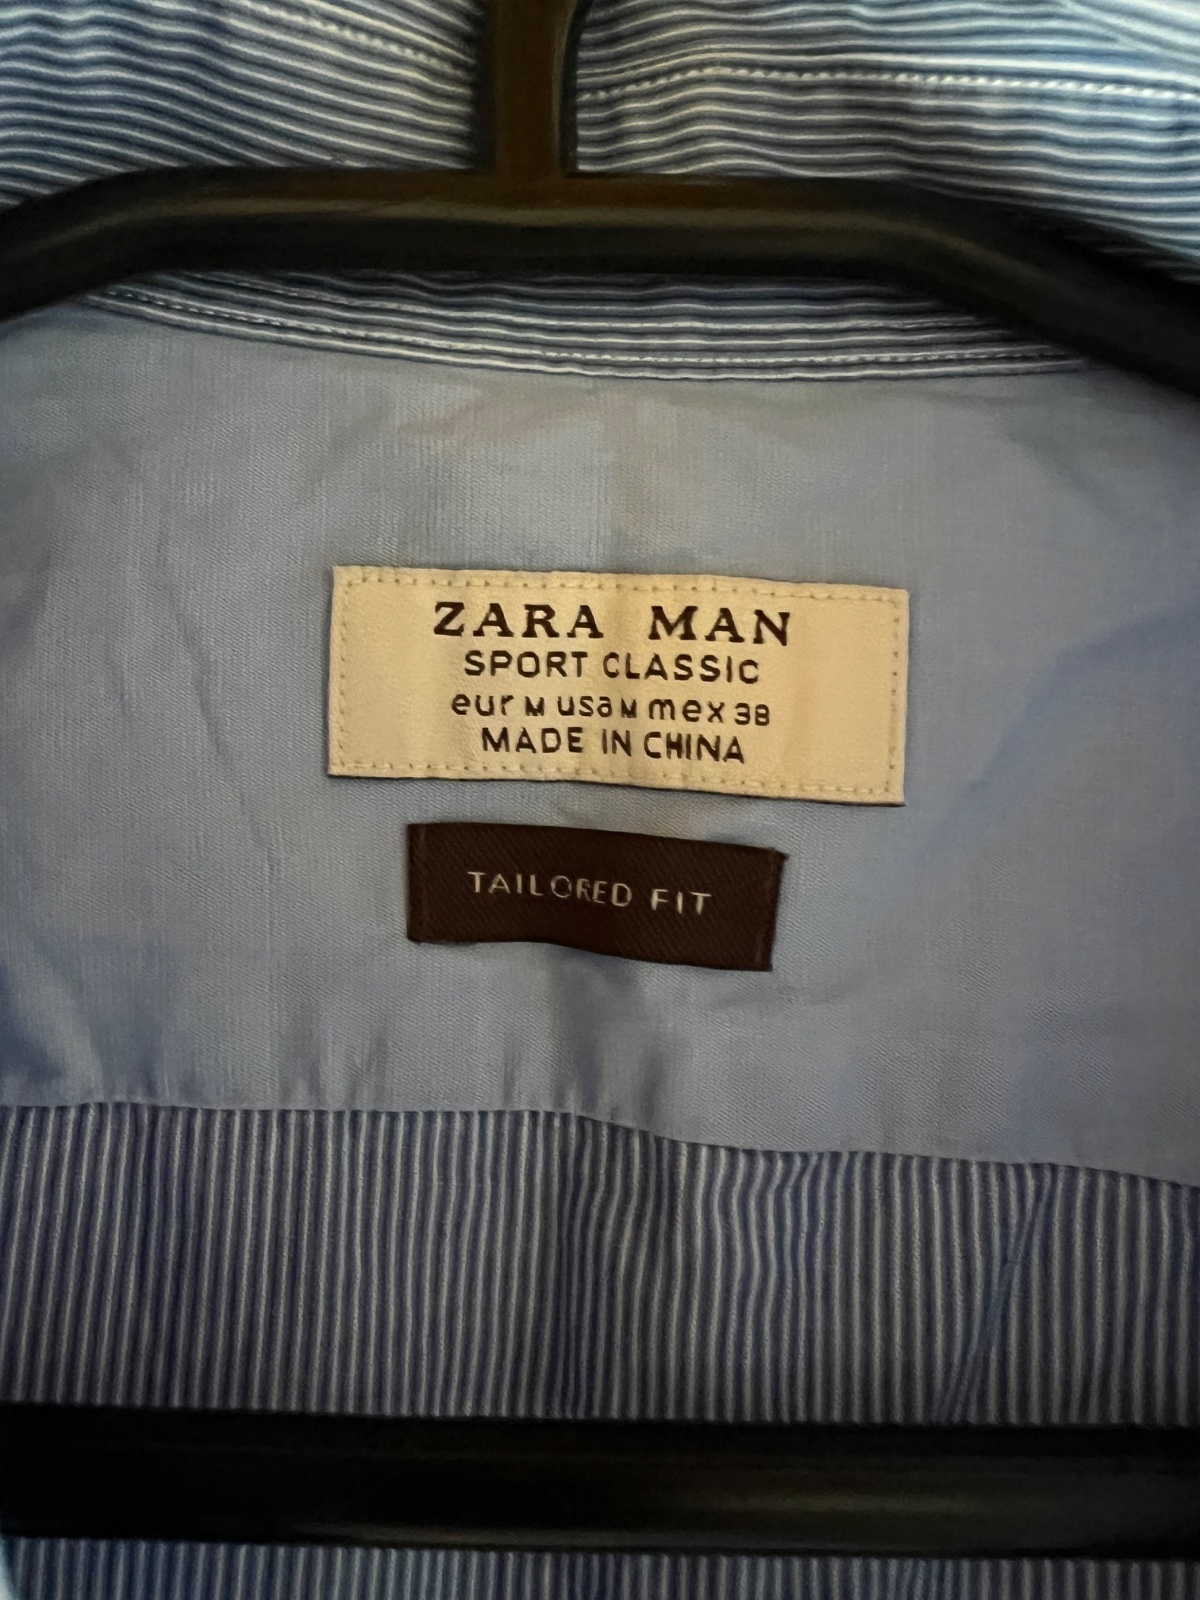 ZARA MAN
SPORT CLASSIC
eur M usa M mex 38
MADE IN CHINA
TAILORED FIT